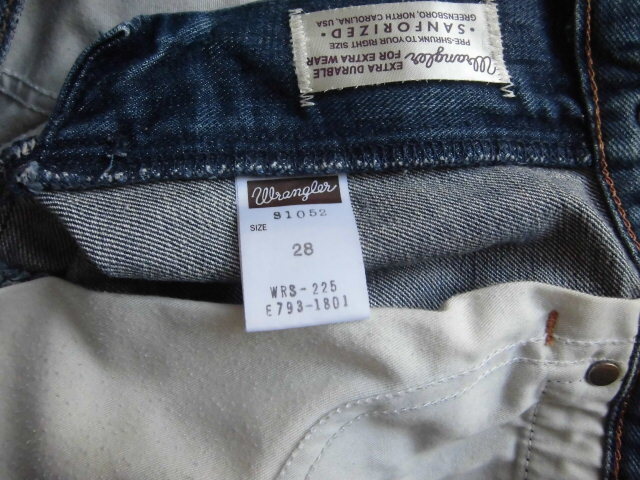 EXTRA DURABLE
FOR EXTRA WEAR
Wrangler
• SANFORIZED •
PRE-SHRUNK TO YOUR RIGHT SIZE
GREENSBORO, NORTH CAROLINA, USA
Wrangler
S1052
SIZE
28
WRS-225
E793-1801